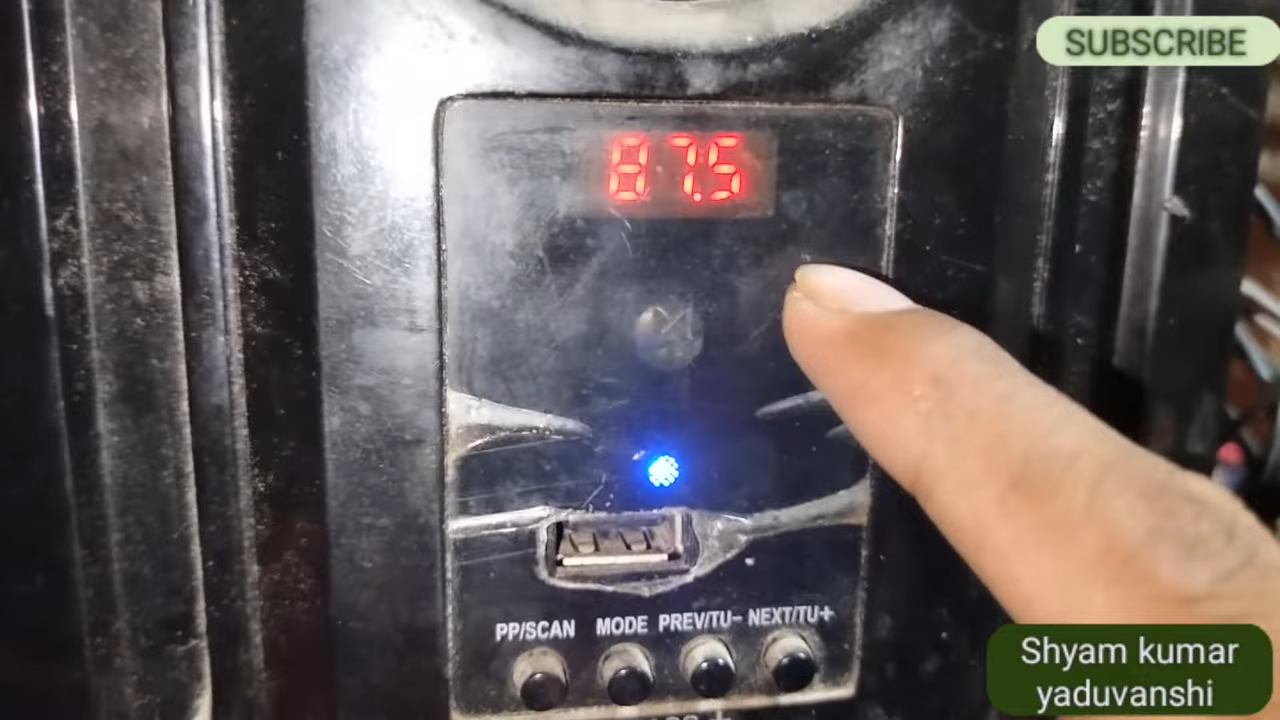 SUBSCRIBE
87.5
PP/SCAN MODE PREV/TU- NEXT/TU+
Shyam kumar
yaduvanshi